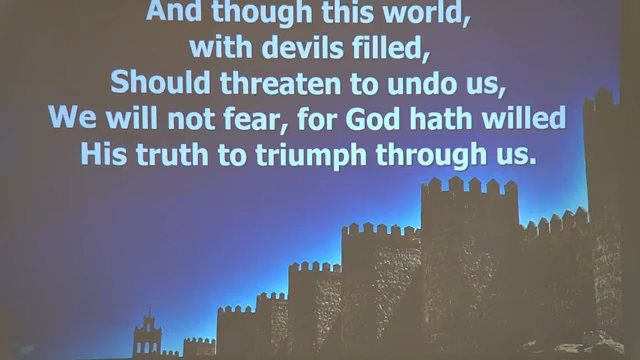 And though this world,
with devils filled,
Should threaten to undo us,
We will not fear, for God hath willed
His truth to triumph through us.